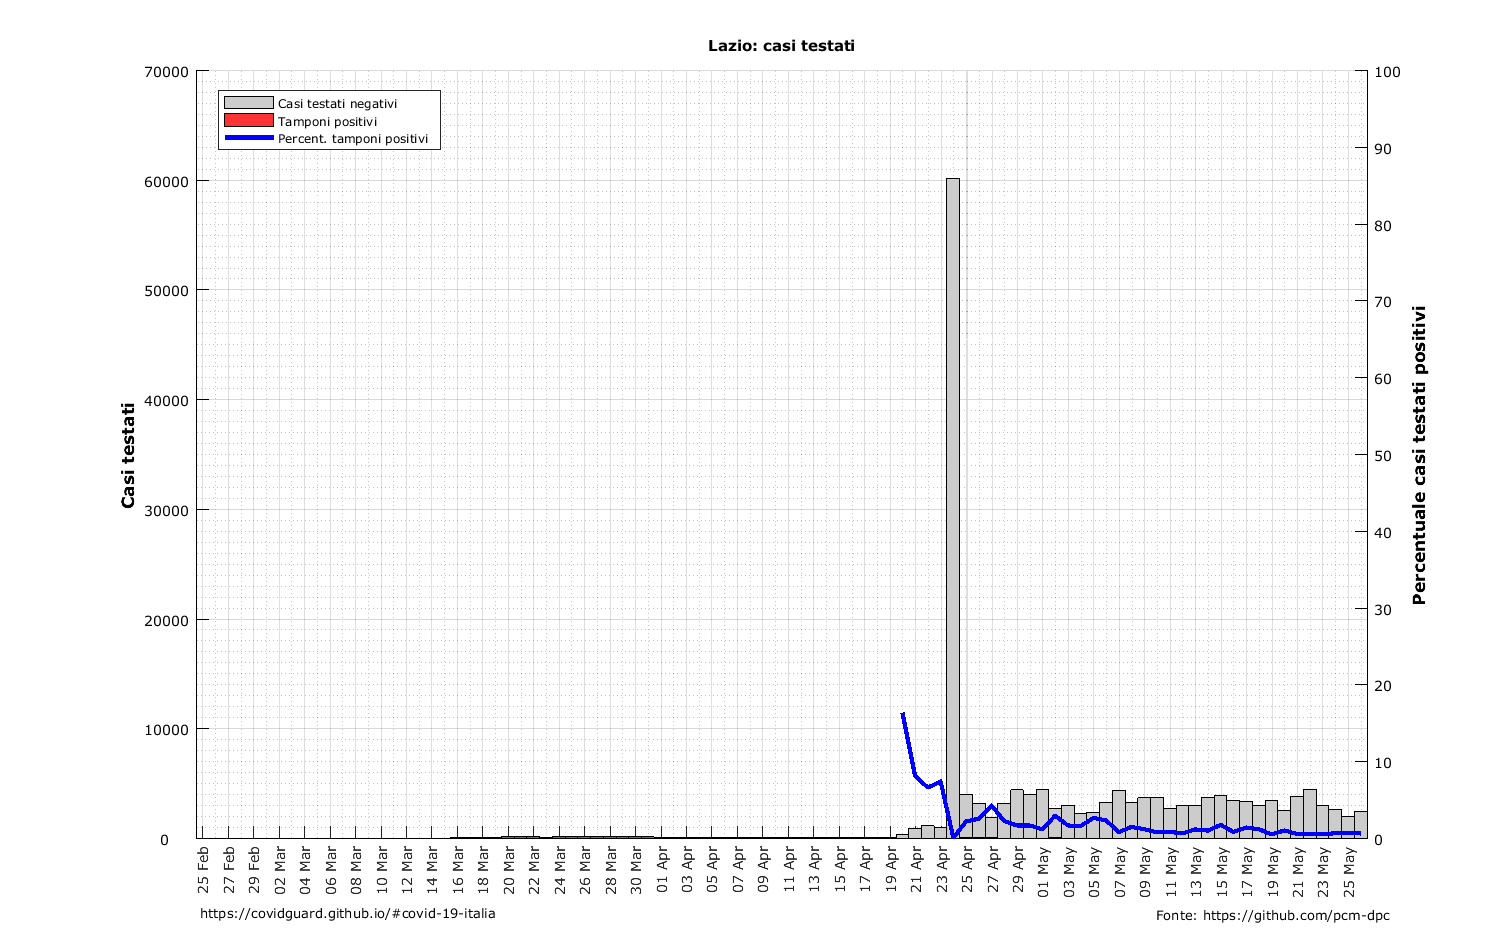 Lazio: casi testati
Casi testati negativi
Tamponi positivi
Percent. tamponi positivi
Casi testati
70000
60000
50000
40000
30000
20000
10000
0
100
90
80
70
60
50
40
30
20
10
0
Percentuale casi testati positivi
25 Feb
27 Feb
29 Feb
02 Mar
04 Mar
06 Mar
08 Mar
10 Mar
12 Mar
14 Mar
16 Mar
18 Mar
20 Mar
22 Mar
24 Mar
26 Mar
28 Mar
30 Mar
01 Apr
03 Apr
05 Apr
07 Apr
09 Apr
11 Apr
13 Apr
15 Apr
17 Apr
19 Apr
21 Apr
23 Apr
25 Apr
27 Apr
29 Apr
01 May
03 May
05 May
07 May
09 May
11 May
13 May
15 May
17 May
19 May
21 May
23 May
25 May
https://covidguard.github.io/#covid-19-italia
Fonte: https://github.com/pcm-dpc